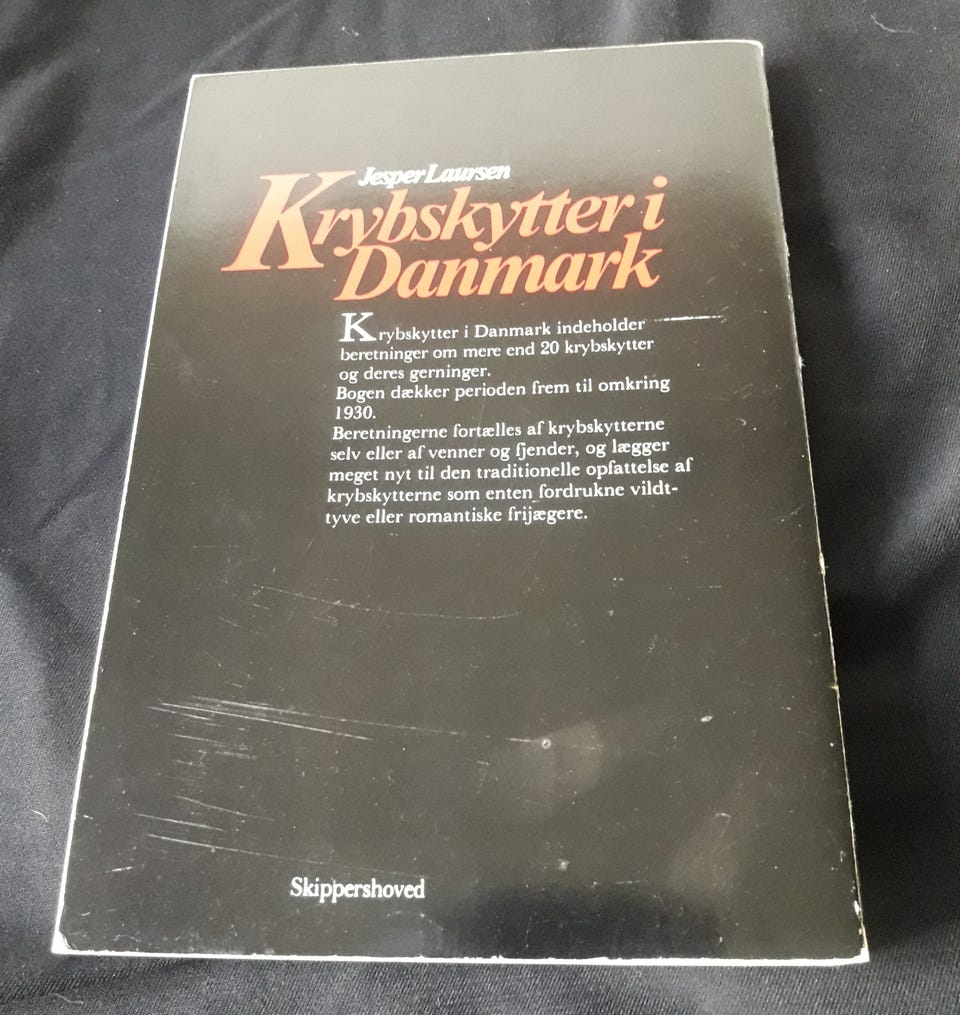 Jesper Laursen
Krybskytter i
Danmark
Krybskytter i Danmark indeholder
beretninger om mere end 20 krybskytter
og deres gerninger.
Bogen dækker perioden frem til omkring
1930.
Beretningerne fortælles af krybskytterne
selv eller af venner og fjender, og lægger
meget nyt til den traditionelle opfattelse af
krybskytterne som enten fordrukne vildt-
tyve eller romantiske frijægere.
Skippershoved